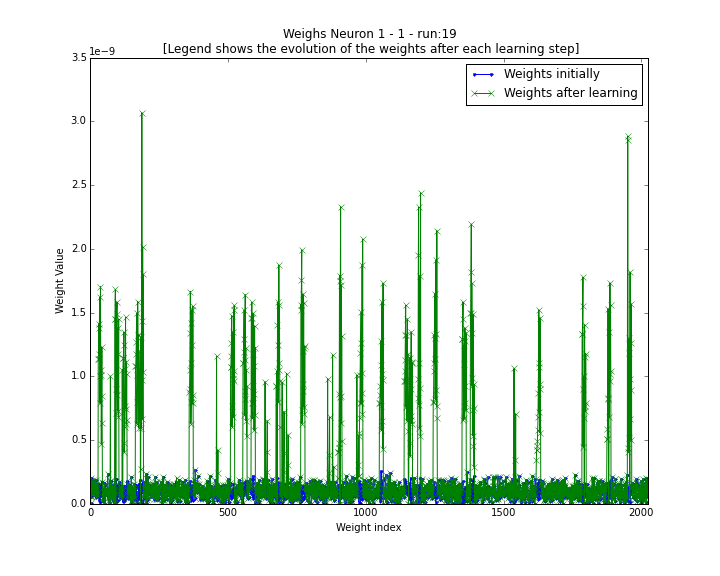 Weighs Neuron 1 - 1 - run:19
[Legend shows the evolution of the weights after each learning step]
1e−9
Weights initially
Weights after learning
3.5
3.0
2.5
2.0
1.5
1.0
0.5
0.0
Weight Value
0 500 1000 1500 2000
Weight index